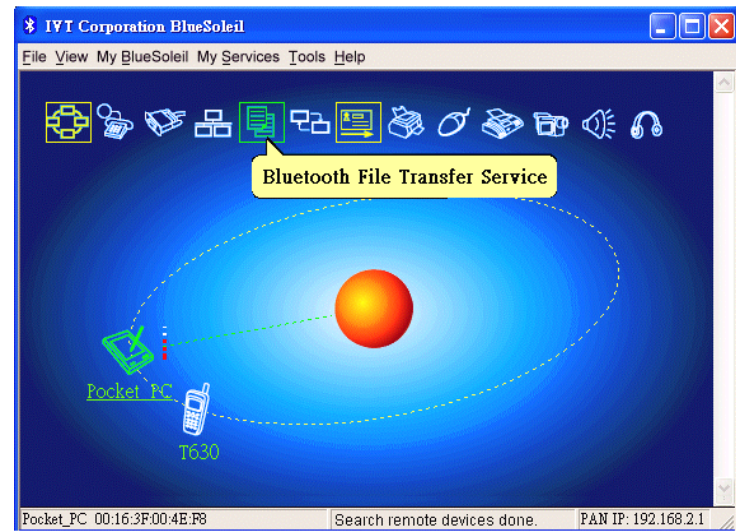 IVT Corporation BlueSoleil
File View My BlueSoleil My Services Tools Help
Bluetooth File Transfer Service
Pocket_PC
T630
Pocket_PC 00:16:3F:00:4E:F8
Search remote devices done.
PAN IP: 192.168.2.1